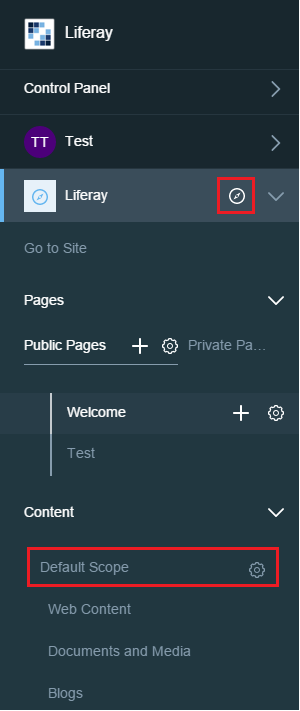 Liferay
Control Panel
TT Test
Liferay
Go to Site
Pages
Public Pages Private Pa...
Welcome
Test
Content
Default Scope
Web Content
Documents and Media
Blogs